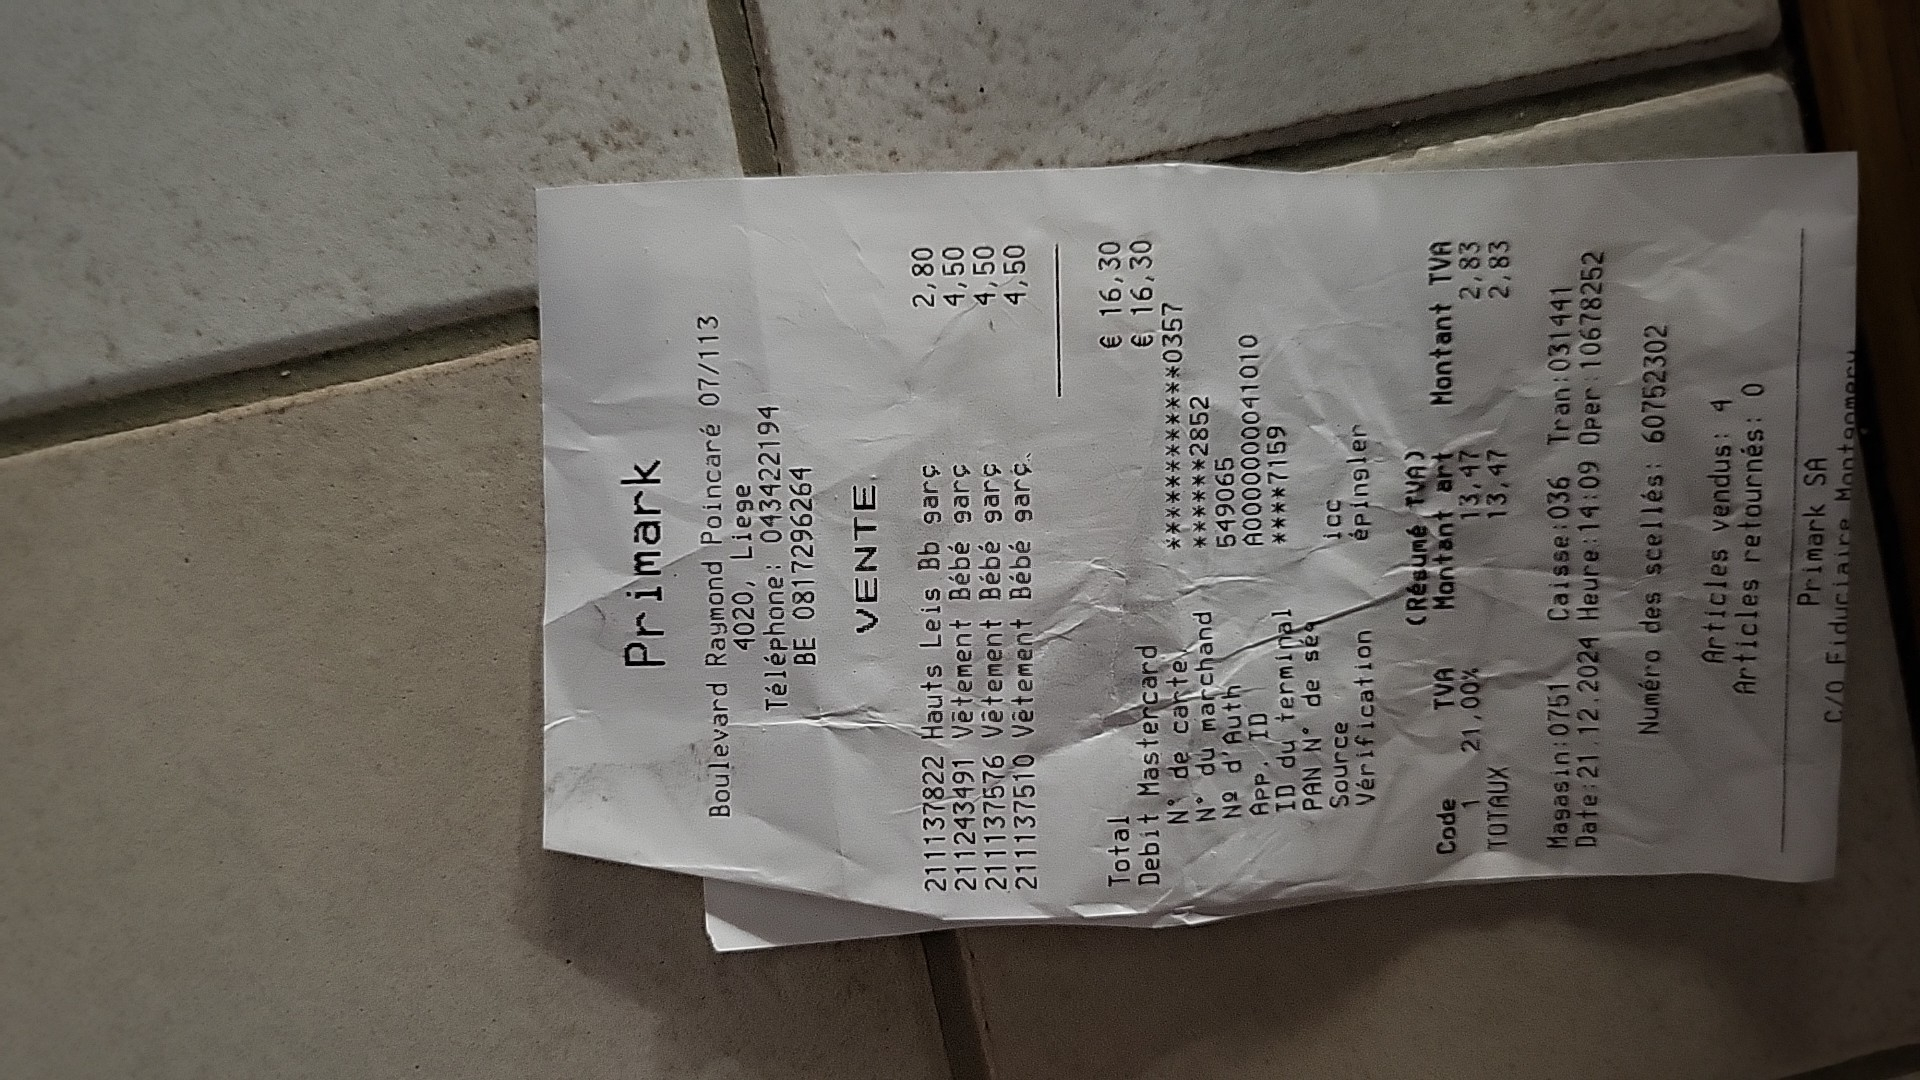 Primark
Boulevard Raymond Poincaré 07/113
4020, Liege
Téléphone: 043422194
BE 0817296264
VENTE
211137822 Hauts Leis Bb garç 2,80
211243491 Vêtement Bébé garç 4,50
211137576 Vêtement Bébé garç 4,50
211137510 Vêtement Bébé garç 4,50
Total € 16,30
Debit Mastercard € 16,30
N° de carte ***************0357
N° du marchand ******2852
Nº d'Auth 549065
App. ID A0000000041010
ID du terminal ****7159
PAN N° de séq
Source icc
Vérification épingler
(Résumé TVA)
Code TVA Montant art Montant TVA
1 21,00% 13,47 2,83
TOTAUX 13,47 2,83
Magasin:0751 Caisse:036 Tran:031441
Date:21.12.2024 Heure:14:09 Oper:10678252
Numéro des scellés: 60752302
Articles vendus: 4
Articles retournés: 0
Primark SA
C/O Fiduciaire Montgomery